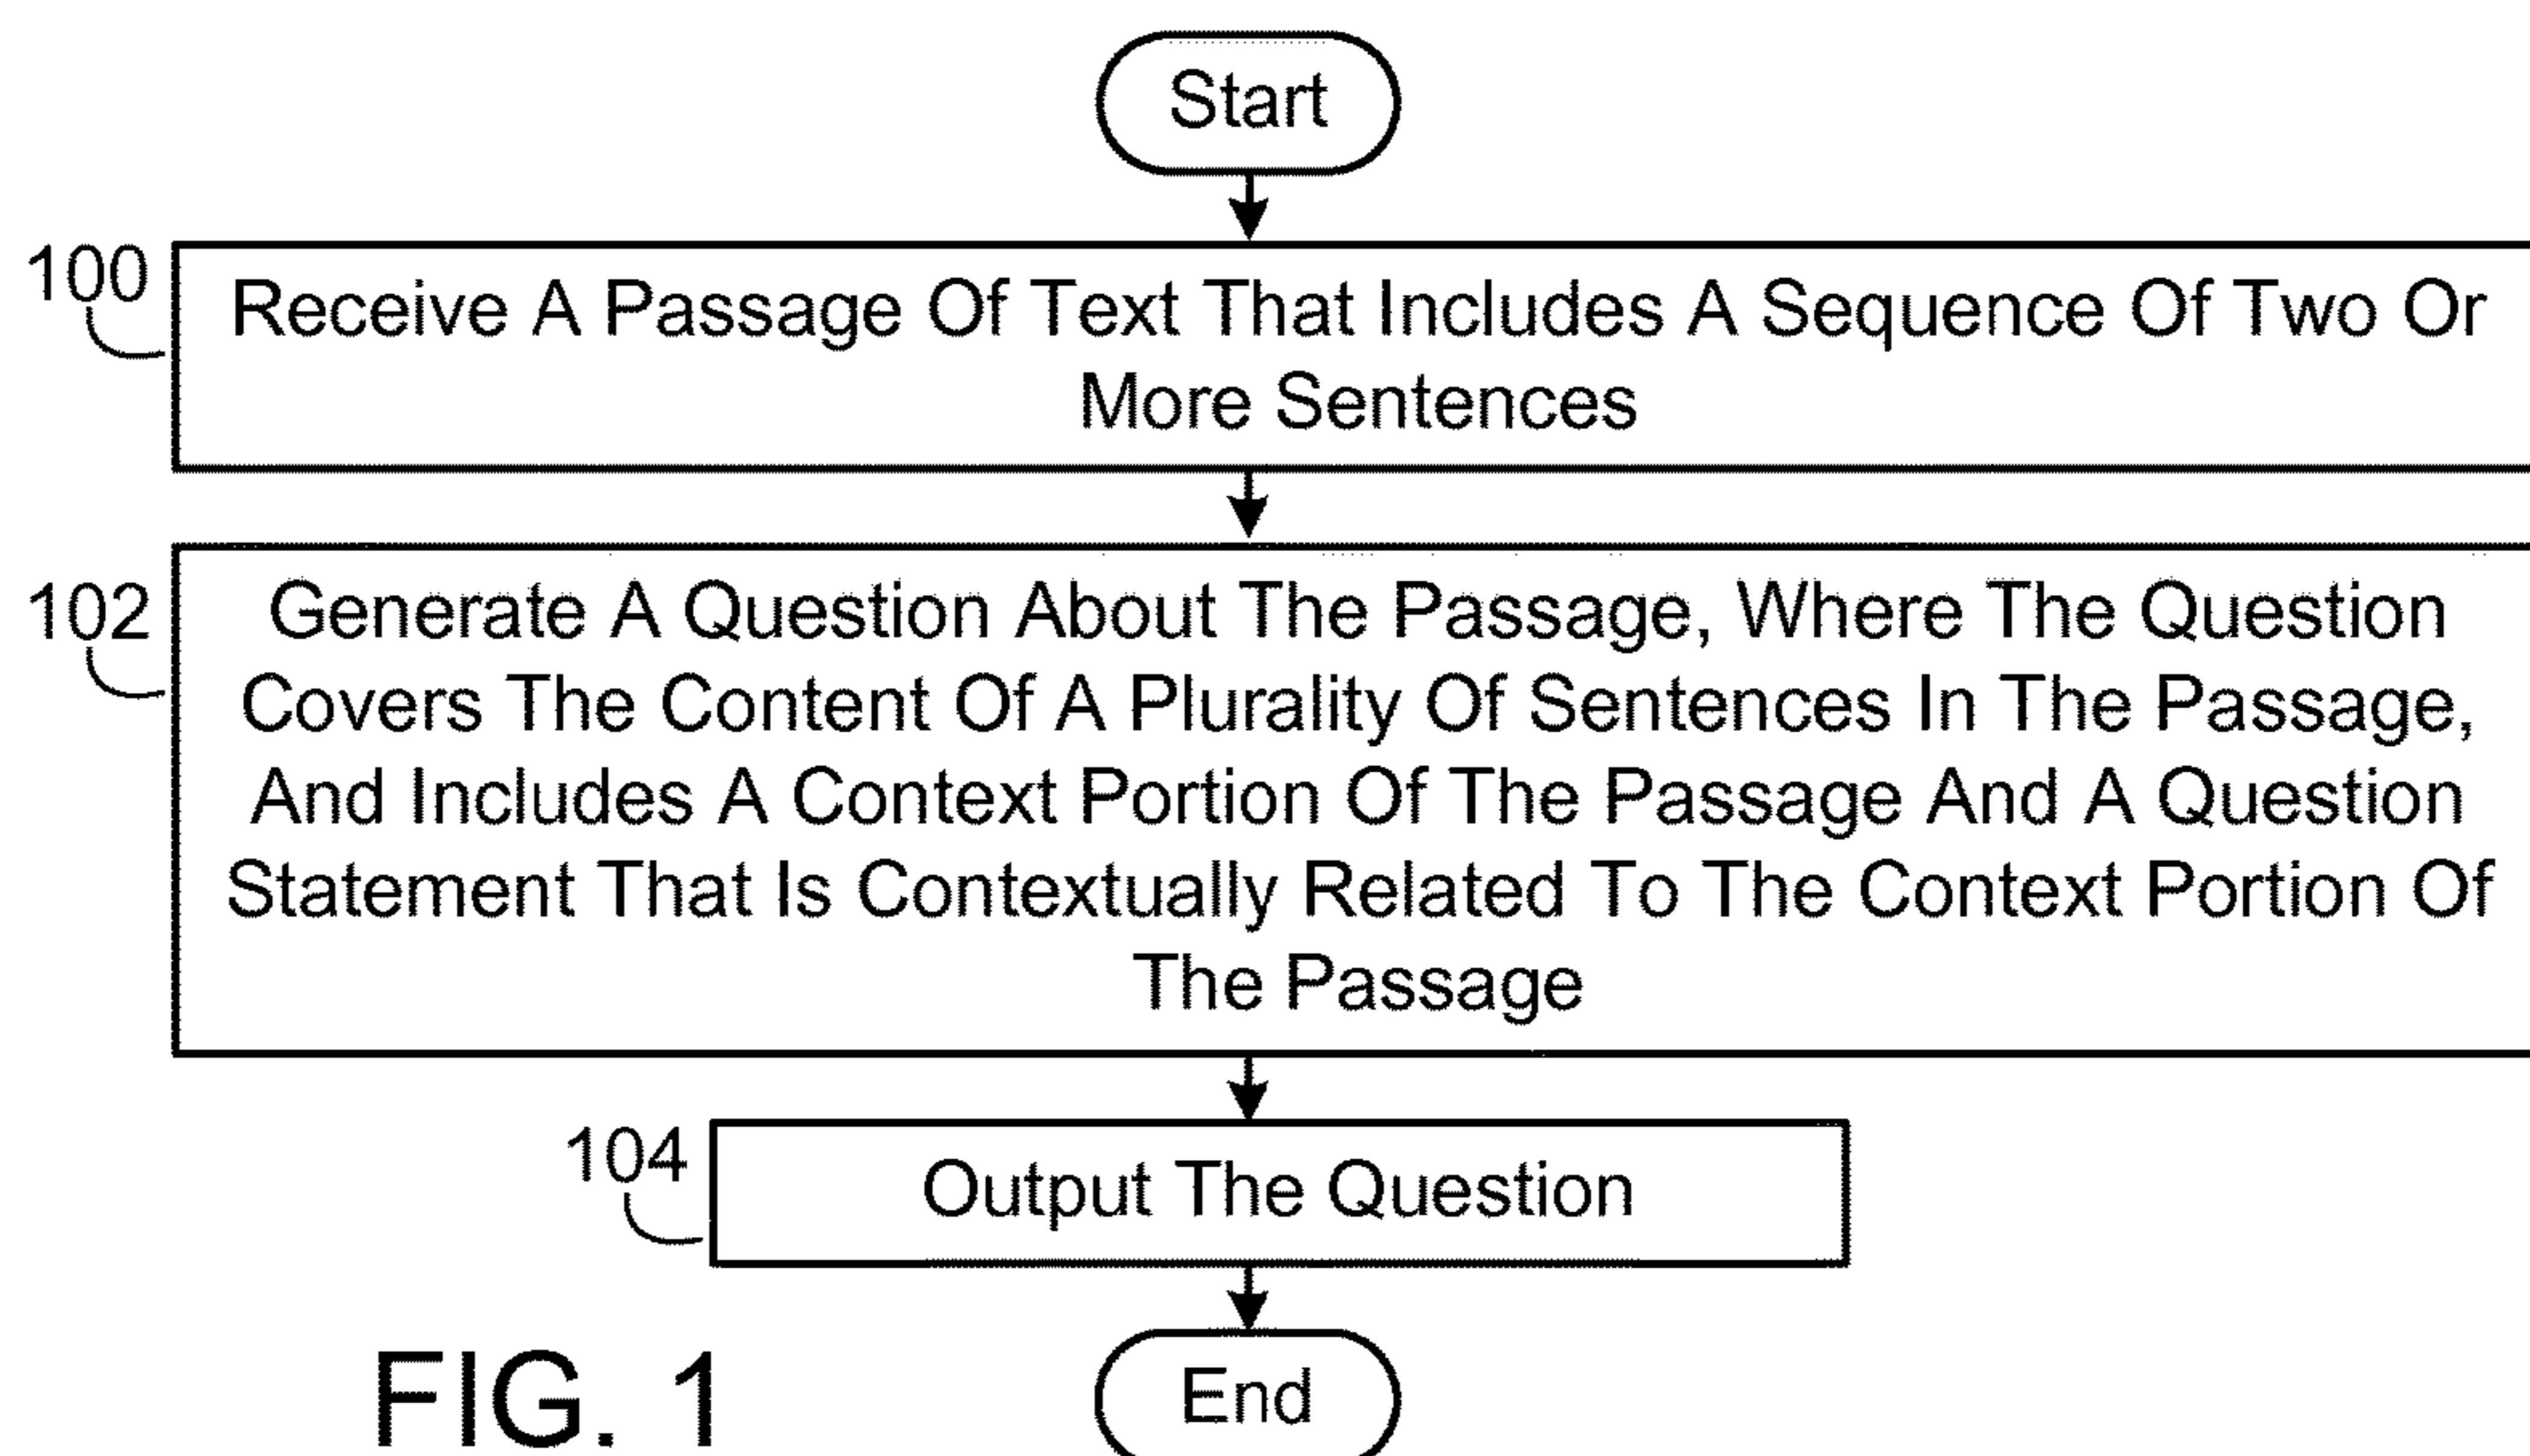 Start
100
Receive A Passage Of Text That Includes A Sequence Of Two Or
More Sentences
102
Generate A Question About The Passage, Where The Question
Covers The Content Of A Plurality Of Sentences In The Passage,
And Includes A Context Portion Of The Passage And A Question
Statement That Is Contextually Related To The Context Portion Of
The Passage
104
Output The Question
End
FIG. 1